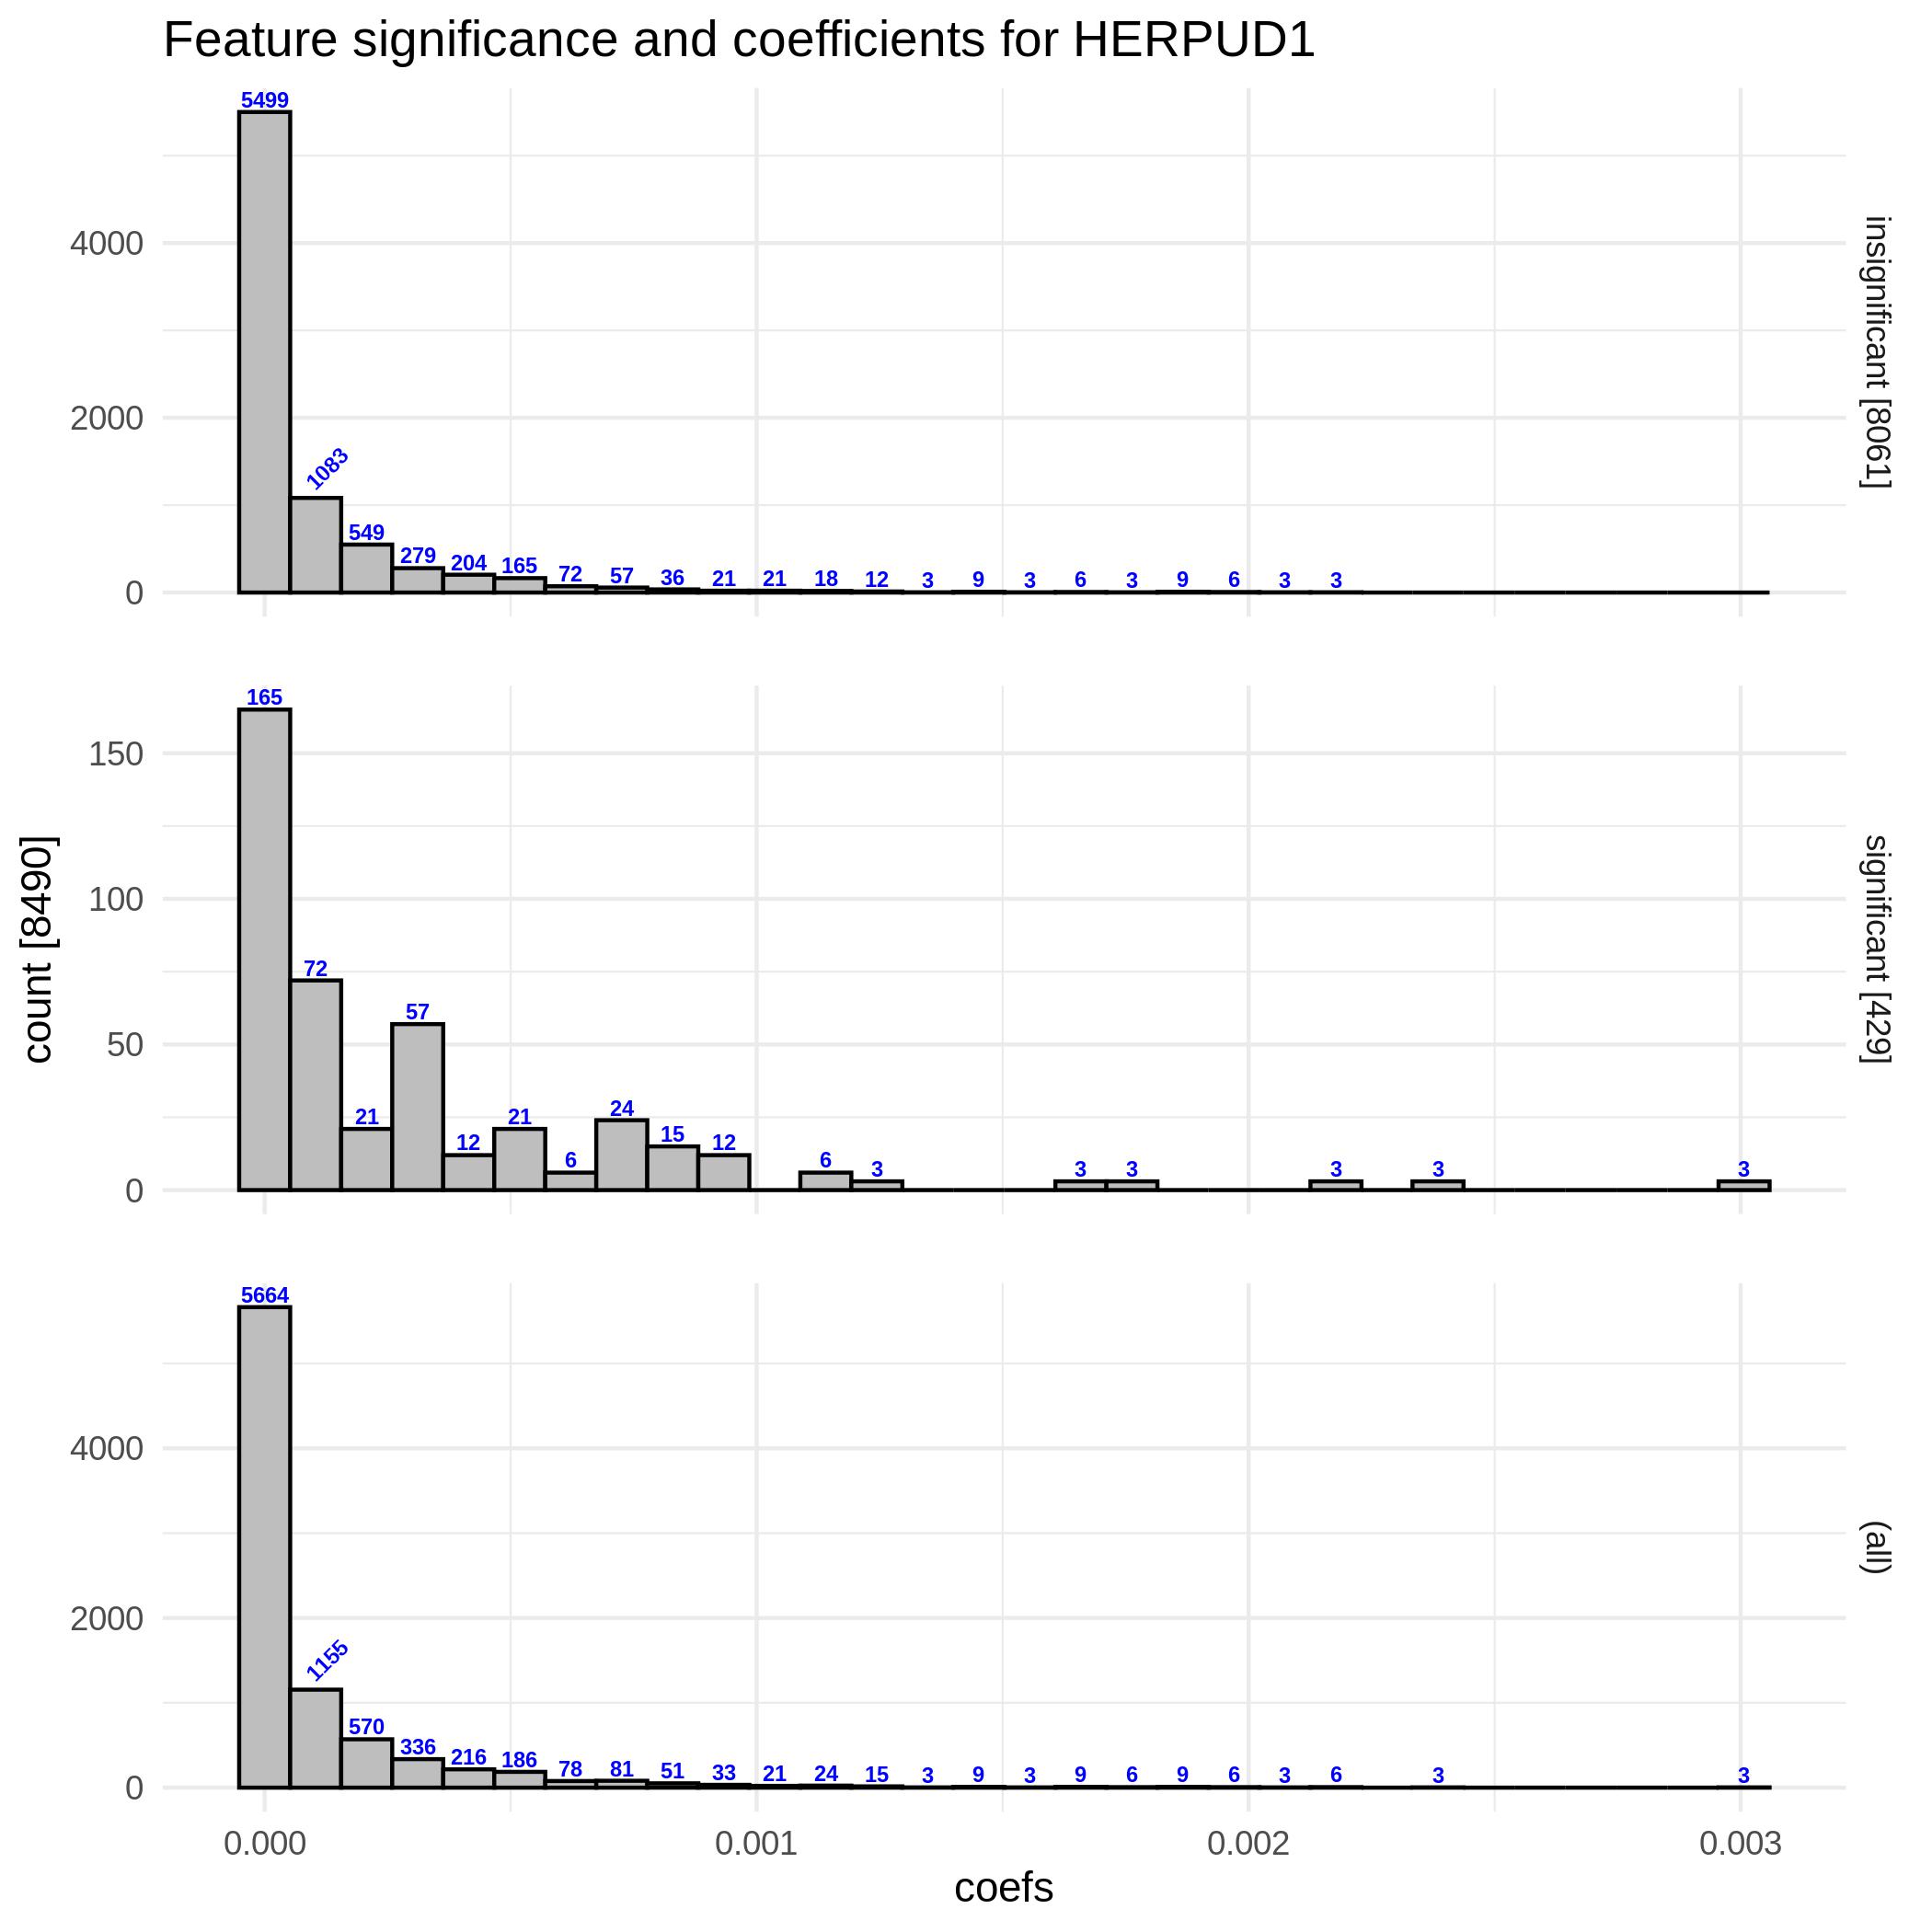 Feature significance and coefficients for HERPUD1
5499
1083
549 279 204 165 72 57 36 21 21 18 12 3 9 3 6 3 9 6 3 3
4000
2000
0
insignificant [8061]
165
72
21 57 12 21 6 24 15 12 6 3 3 3 3 3 3
150
100
50
0
significant [429]
count [8490]
5664
1155
570 336 216 186 78 81 51 33 21 24 15 3 9 3 9 6 9 6 3 6 3 3
4000
2000
0
(all)
0.000 0.001 0.002 0.003
coefs